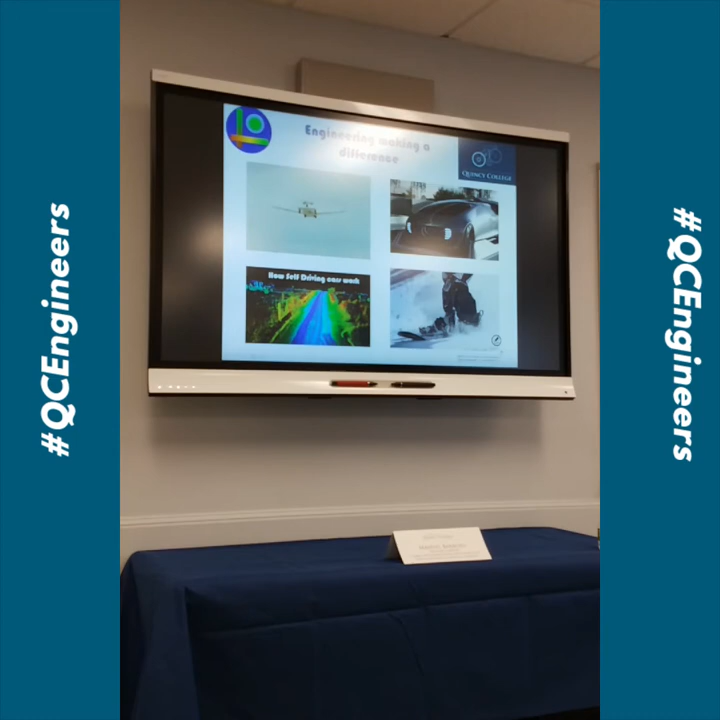 #QCEngineers
Engineering making a
difference
QUINCY COLLEGE
How Self Driving cars work
#QCEngineers